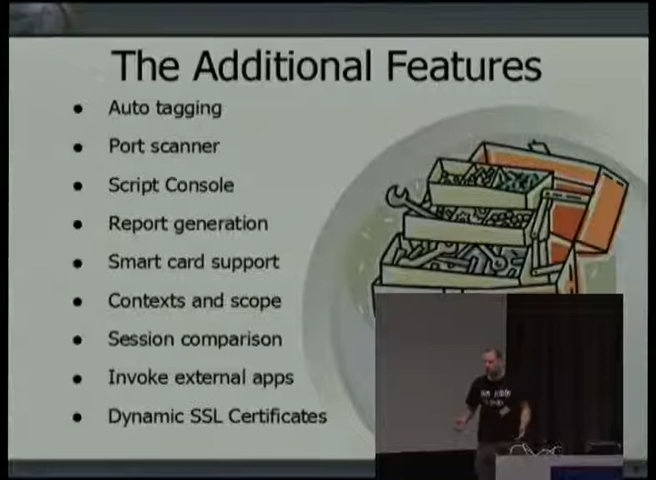 The Additional Features
Auto tagging
Port scanner
Script Console
Report generation
Smart card support
Contexts and scope
Session comparison
Invoke external apps
Dynamic SSL Certificates